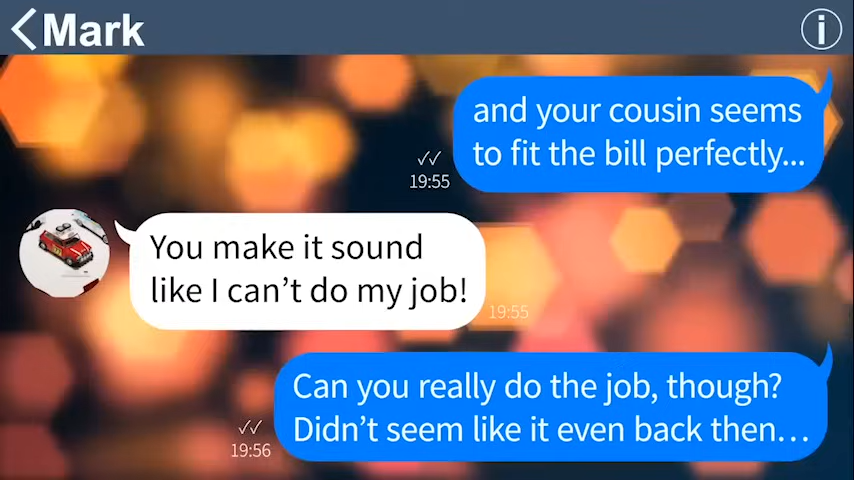 Mark
i
and your cousin seems
to fit the bill perfectly...
19:55
You make it sound
like I can't do my job!
19:55
Can you really do the job, though?
Didn't seem like it even back then...
19:56